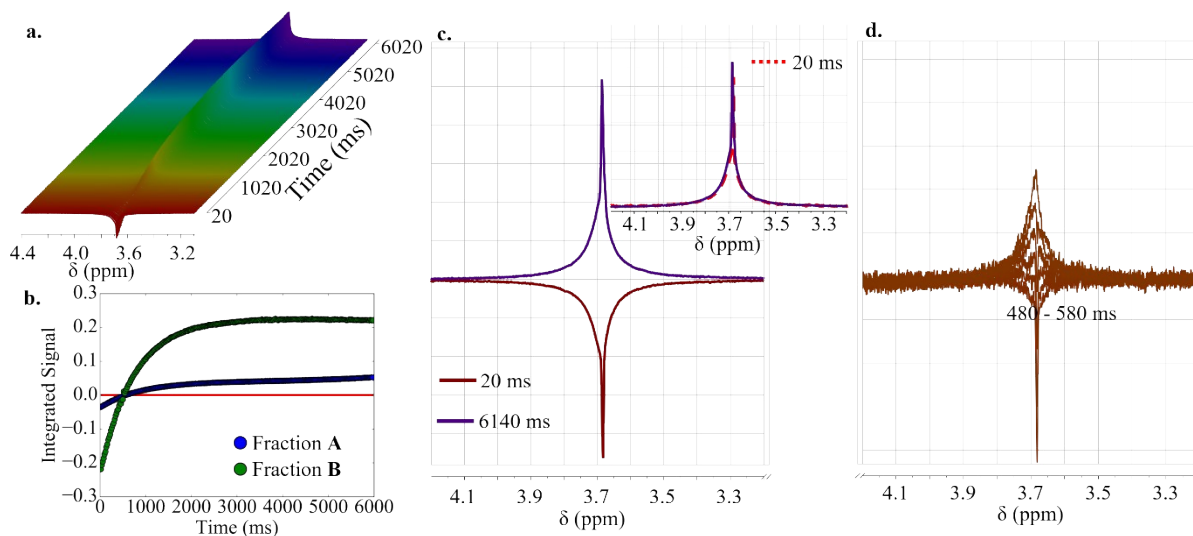 a.
6020
5020
4020
3020
2020
1020
20
Time (ms)
4.4 3.6 3.2
δ (ppm)
b.
0.3
0.2
0.1
0.0
−0.1
−0.2
−0.3
Integrated Signal
Fraction A
Fraction B
0 1000 2000 3000 4000 5000 6000
Time (ms)
c.
20 ms
4.1 3.9 3.7 3.5 3.3
δ (ppm)
20 ms
6140 ms
4.1 3.9 3.7 3.5 3.3
δ (ppm)
d.
480 - 580 ms
4.1 3.9 3.7 3.5 3.3
δ (ppm)